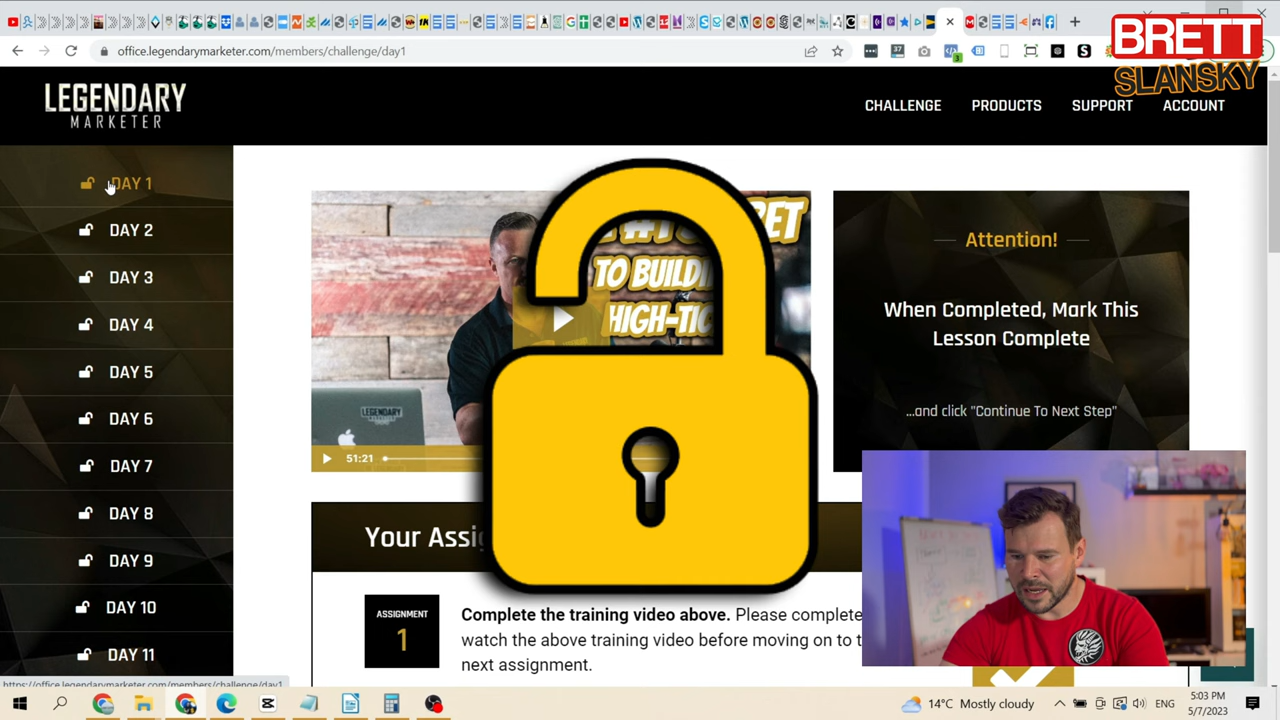 office.legendarymarketer.com/members/challenge/day1
37
3
BRETT
SLANSKY
LEGENDARY
MARKETER
CHALLENGE
PRODUCTS
SUPPORT
ACCOUNT
DAY 1
DAY 2
DAY 3
DAY 4
DAY 5
DAY 6
DAY 7
DAY 8
DAY 9
DAY 10
DAY 11
TO BUILD
HIGH-TIC
LEGENDARY
51:21
Attention!
When Completed, Mark This
Lesson Complete
...and click "Continue To Next Step"
Your Assi
ASSIGNMENT
1
Complete the training video above. Please complete
watch the above training video before moving on to t
next assignment.
https://office.legendarymarketer.com/members/challenge/day1
14°C Mostly cloudy
ENG
5:03 PM
5/7/2023